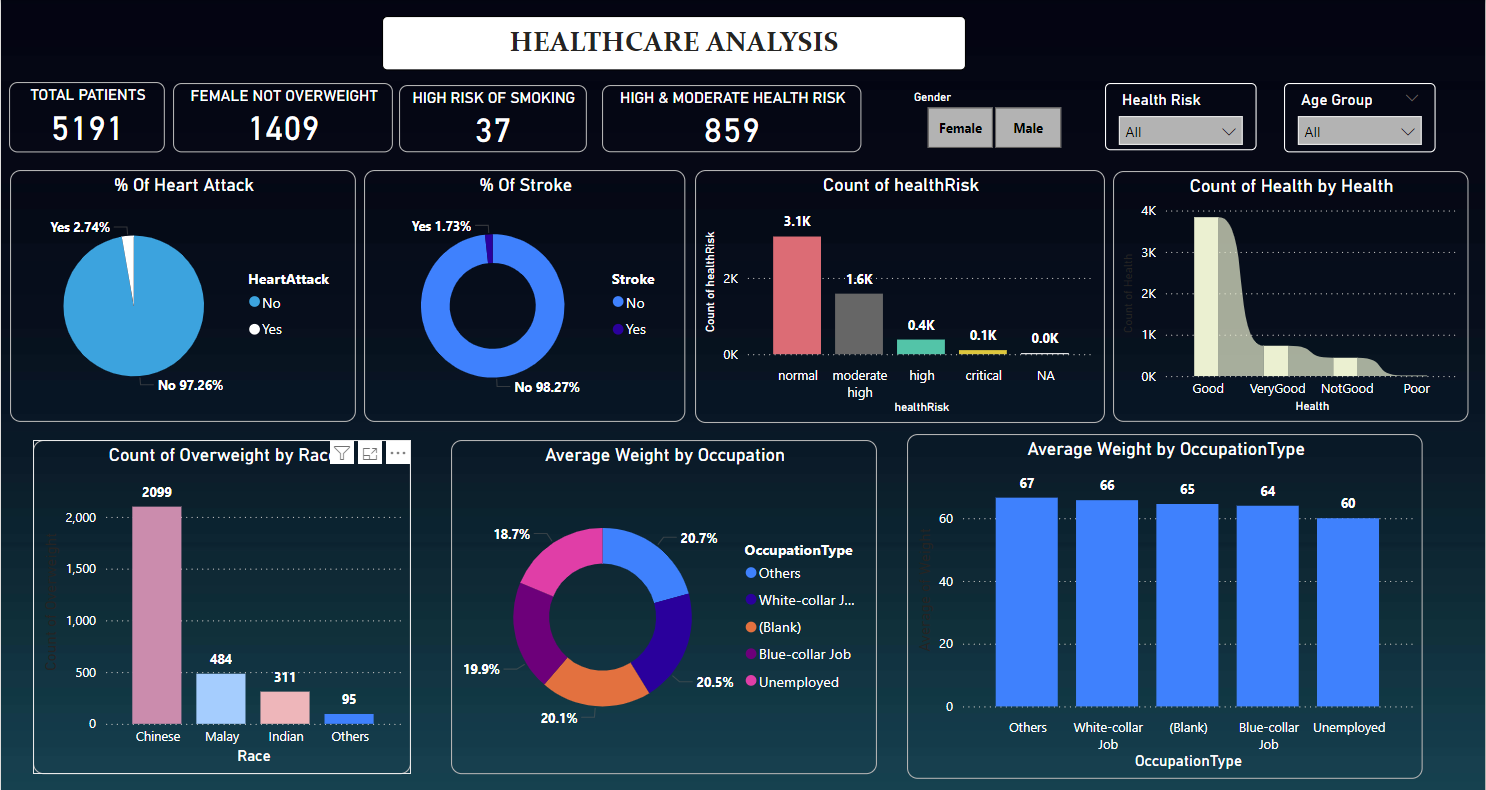 HEALTHCARE ANALYSIS
TOTAL PATIENTS
5191
FEMALE NOT OVERWEIGHT
1409
HIGH RISK OF SMOKING
37
HIGH & MODERATE HEALTH RISK
859
Gender
Female
Male
Health Risk
All
Age Group
All
% Of Heart Attack
Yes 2.74%
No 97.26%
HeartAttack
No
Yes
% Of Stroke
Yes 1.73%
No 98.27%
Stroke
No
Yes
Count of healthRisk
Count of healthRisk
2K
0K
3.1K
1.6K
0.4K
0.1K
0.0K
normal
moderate
high
high
critical
NA
healthRisk
Count of Health by Health
Count of Health
4K
3K
2K
1K
0K
Good
VeryGood
NotGood
Poor
Health
Count of Overweight by Race
2,000
1,500
1,000
500
0
2099
484
311
95
Chinese
Malay
Indian
Others
Race
Average Weight by Occupation
18.7%
20.7%
19.9%
20.5%
20.1%
OccupationType
Others
White-collar J...
(Blank)
Blue-collar Job
Unemployed
Average Weight by OccupationType
60
40
20
0
67
66
65
64
60
Others
White-collar
Job
(Blank)
Blue-collar
Job
Unemployed
OccupationType